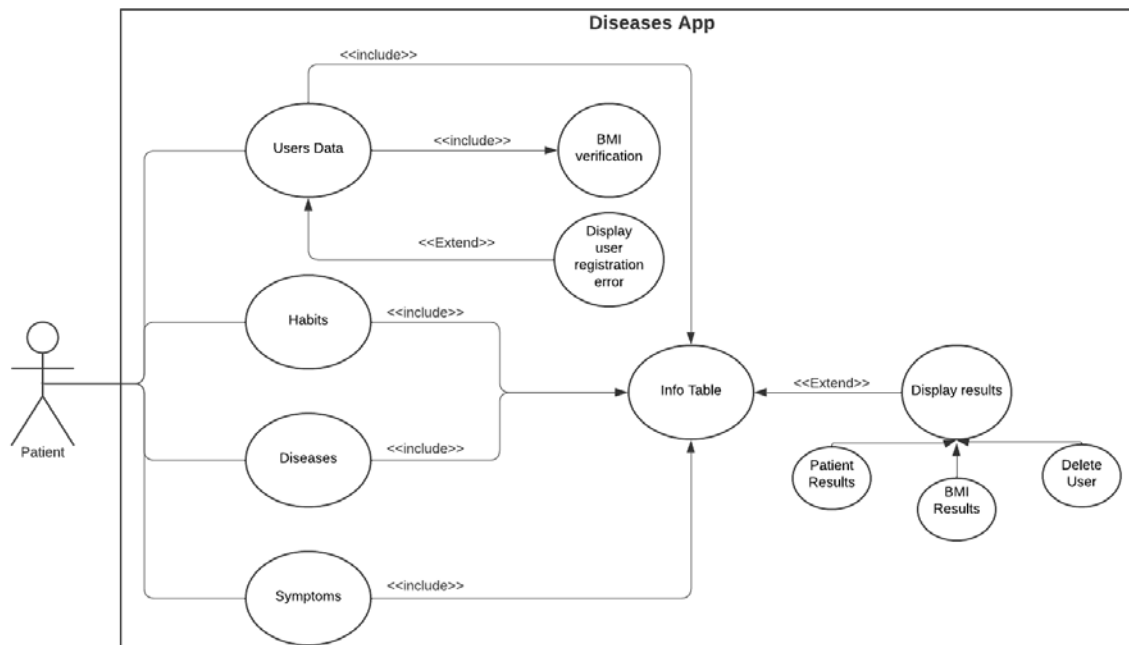 Diseases App
<<include>>
Users Data
<<include>>
BMI
verification
<<Extend>>
Display
user
registration
error
Habits
<<include>>
Patient
Info Table
<<Extend>>
Display results
Diseases
<<include>>
Patient
Results
BMI
Results
Delete
User
Symptoms
<<include>>